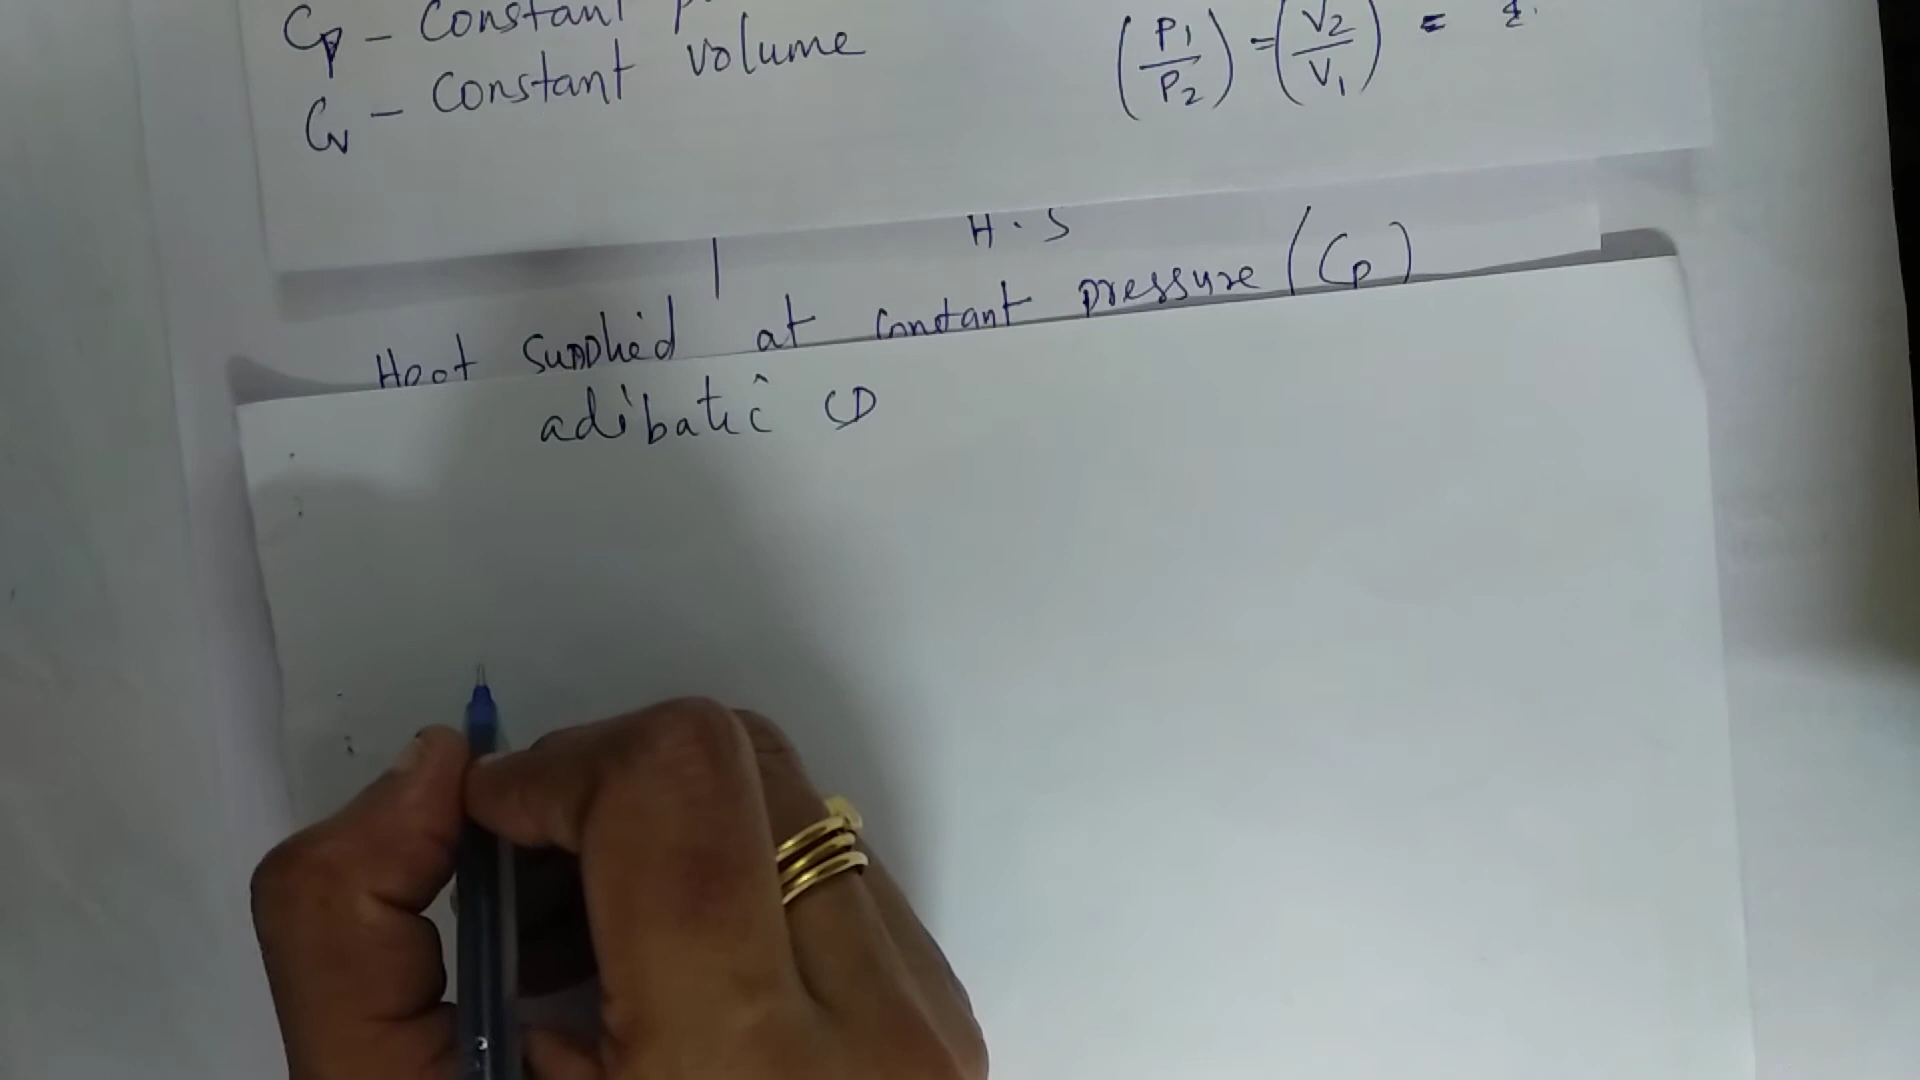 Cp - Constant
Cv - Constant volume
(P1/P2) = (V2/V1) =
H.S
Heat Supplied at constant pressure (Cp)
adibatic